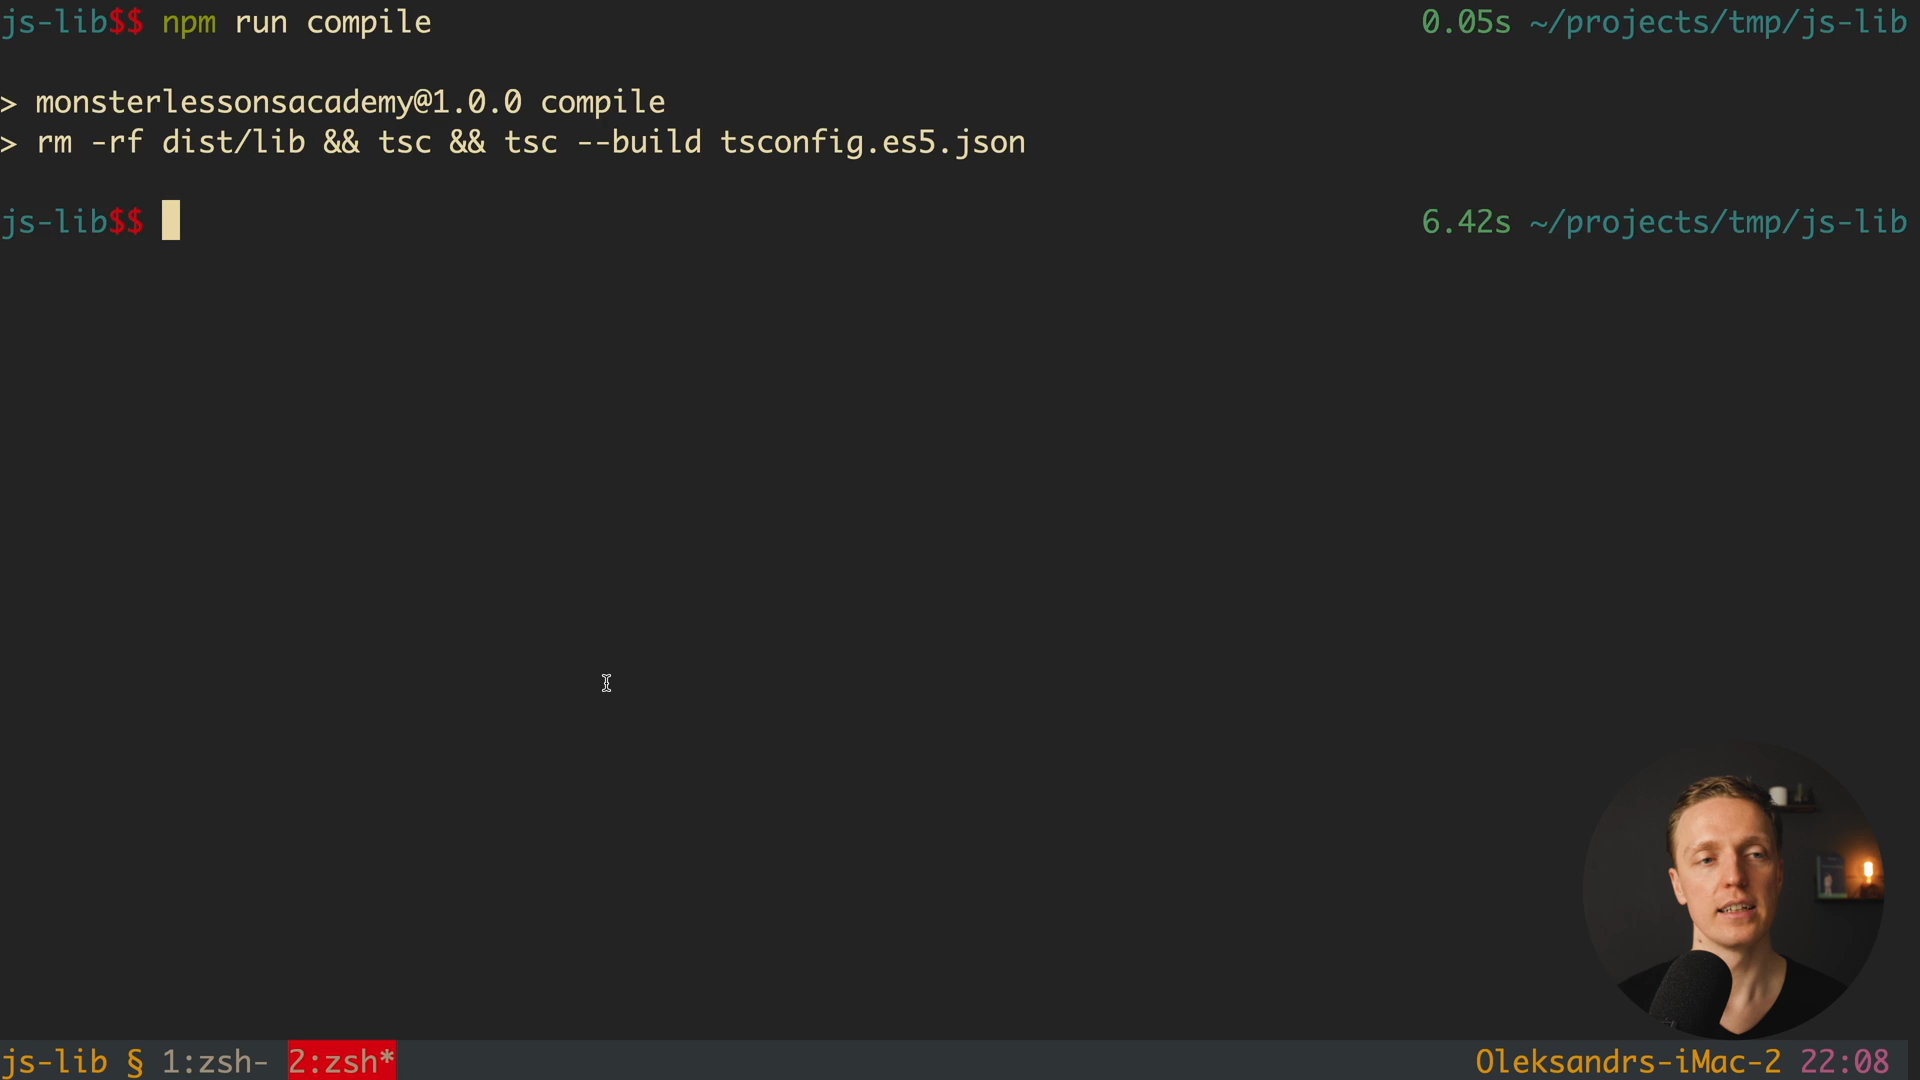 js-lib$$ npm run compile 0.05s ~/projects/tmp/js-lib
> monsterlessonsacademy@1.0.0 compile
> rm -rf dist/lib && tsc && tsc --build tsconfig.es5.json
js-lib$$ 6.42s ~/projects/tmp/js-lib
js-lib § 1:zsh- 2:zsh* Oleksandrs-iMac-2 22:08